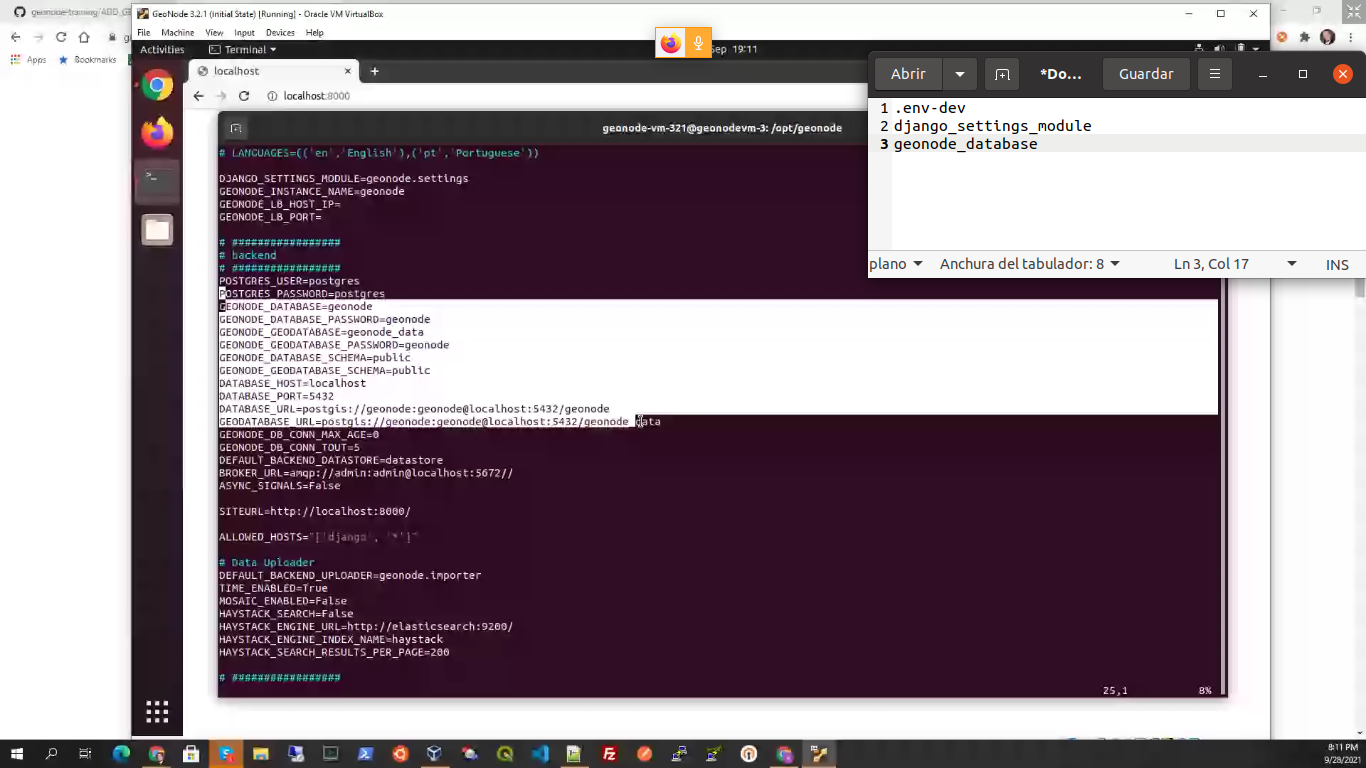 geonode-training/ABD_GE
GeoNode 3.2.1 (Initial State) [Running] - Oracle VM VirtualBox
File Machine View Input Devices Help
Apps Bookmarks
Activities Terminal Sep 19:11
localhost
localhost:8000
geonode-vm-321@geonodevm-3: /opt/geonode
# LANGUAGES=(('en','English'),('pt','Portuguese'))
DJANGO_SETTINGS_MODULE=geonode.settings
GEONODE_INSTANCE_NAME=geonode
GEONODE_LB_HOST_IP=
GEONODE_LB_PORT=
# #################
# backend
# #################
POSTGRES_USER=postgres
POSTGRES_PASSWORD=postgres
GEONODE_DATABASE=geonode
GEONODE_DATABASE_PASSWORD=geonode
GEONODE_GEODATABASE=geonode_data
GEONODE_GEODATABASE_PASSWORD=geonode
GEONODE_DATABASE_SCHEMA=public
GEONODE_GEODATABASE_SCHEMA=public
DATABASE_HOST=localhost
DATABASE_PORT=5432
DATABASE_URL=postgis://geonode:geonode@localhost:5432/geonode
GEODATABASE_URL=postgis://geonode:geonode@localhost:5432/geonode_data
GEONODE_DB_CONN_MAX_AGE=0
GEONODE_DB_CONN_TOUT=5
DEFAULT_BACKEND_DATASTORE=datastore
BROKER_URL=amqp://admin:admin@localhost:5672//
ASYNC_SIGNALS=False
SITEURL=http://localhost:8000/
ALLOWED_HOSTS="['django', '*']"
# Data Uploader
DEFAULT_BACKEND_UPLOADER=geonode.importer
TIME_ENABLED=True
MOSAIC_ENABLED=False
HAYSTACK_SEARCH=False
HAYSTACK_ENGINE_URL=http://elasticsearch:9200/
HAYSTACK_ENGINE_INDEX_NAME=haystack
HAYSTACK_SEARCH_RESULTS_PER_PAGE=200
# #################
25,1 8%
Abrir *Do... Guardar
1 .env-dev
2 django_settings_module
3 geonode_database
plano Anchura del tabulador: 8 Ln 3, Col 17 INS
8:11 PM
9/28/2021